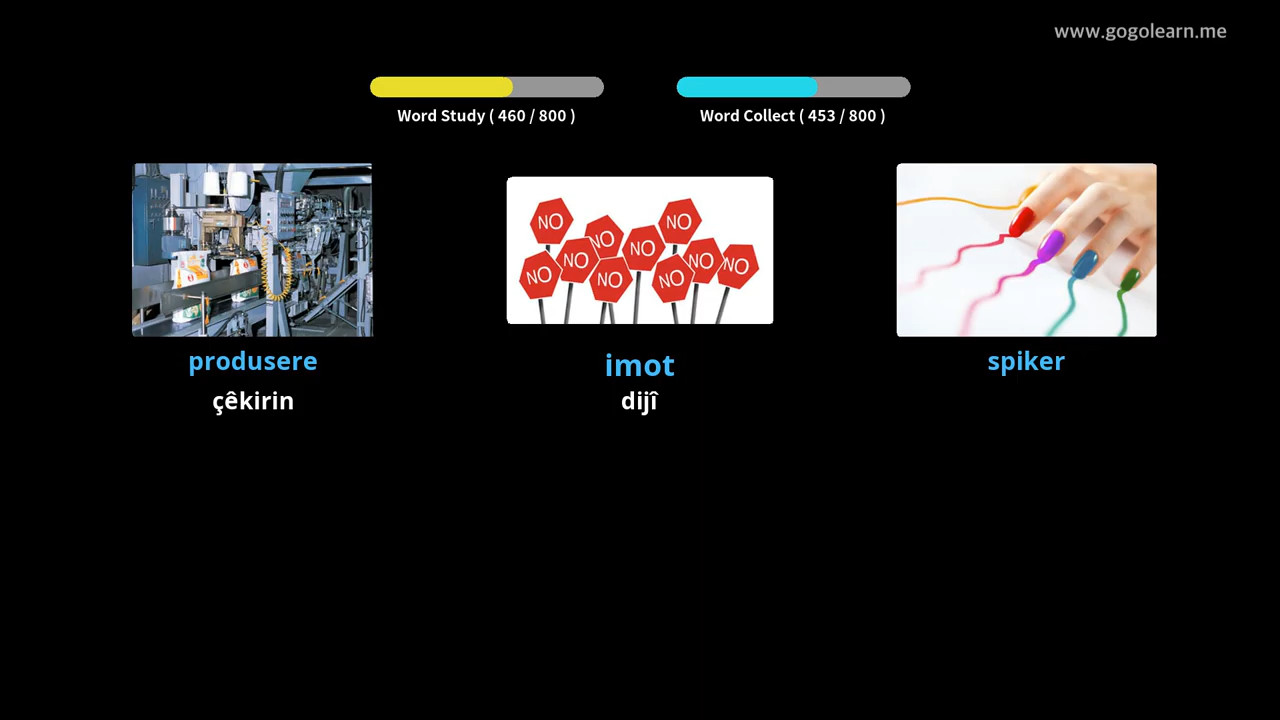 www.gogolearn.me
Word Study ( 460 / 800 )
Word Collect ( 453 / 800 )
NO NO NO NO NO NO NO NO NO NO
produsere
çêkirin
imot
dijî
spiker